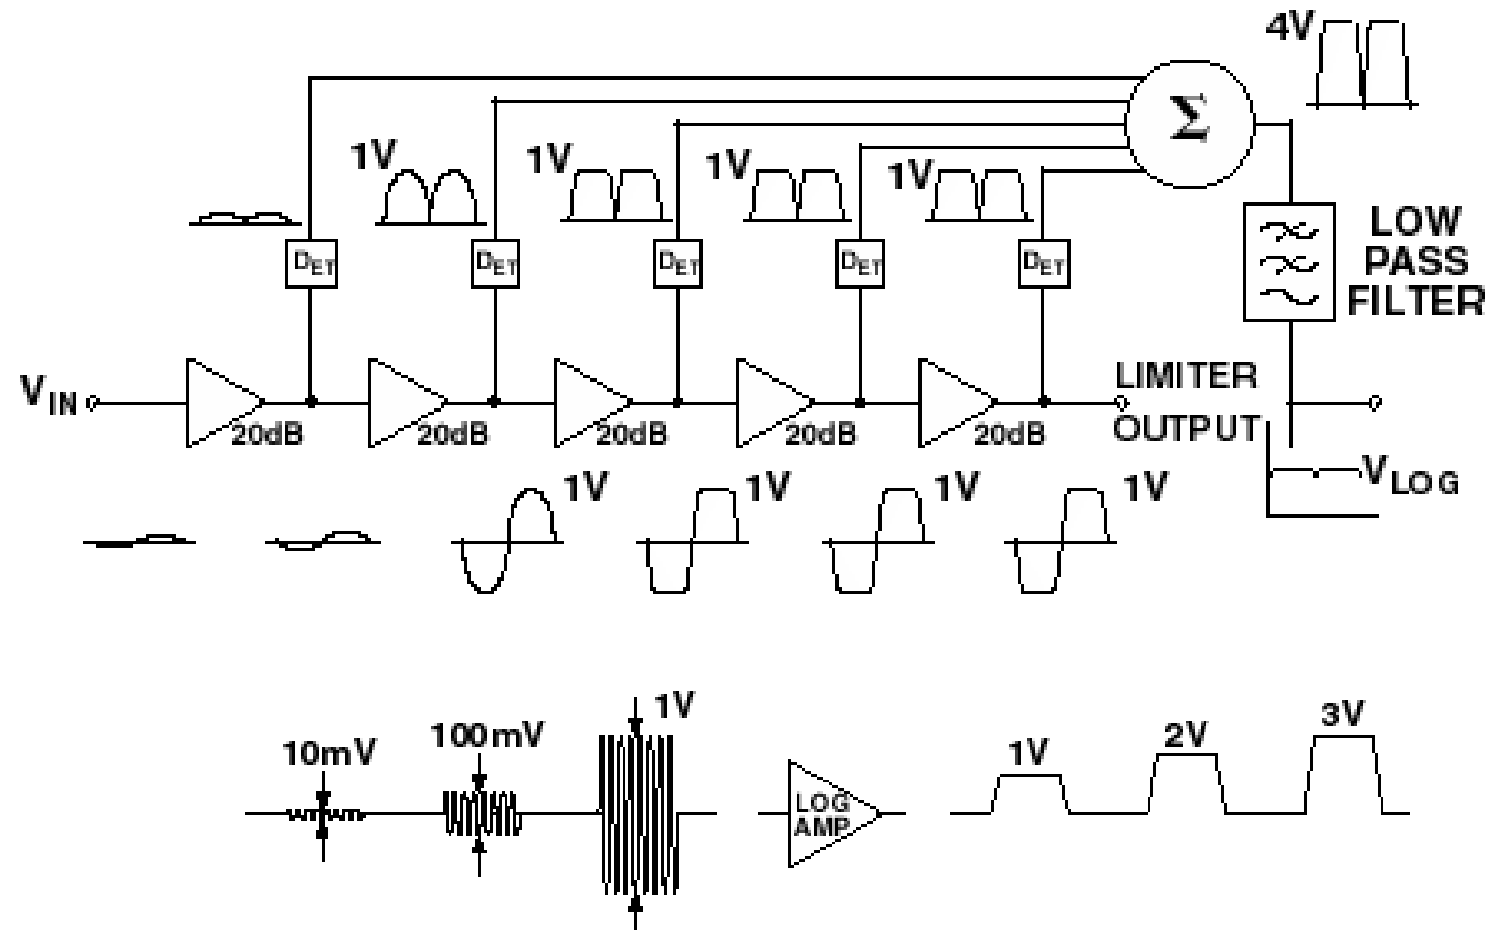 4V
Σ
1V
1V
1V
1V
DET
DET
DET
DET
DET
LOW
PASS
FILTER
VIN
20dB
20dB
20dB
20dB
20dB
LIMITER
OUTPUT
VLOG
1V
1V
1V
1V
10mV
100mV
1V
LOG
AMP
1V
2V
3V